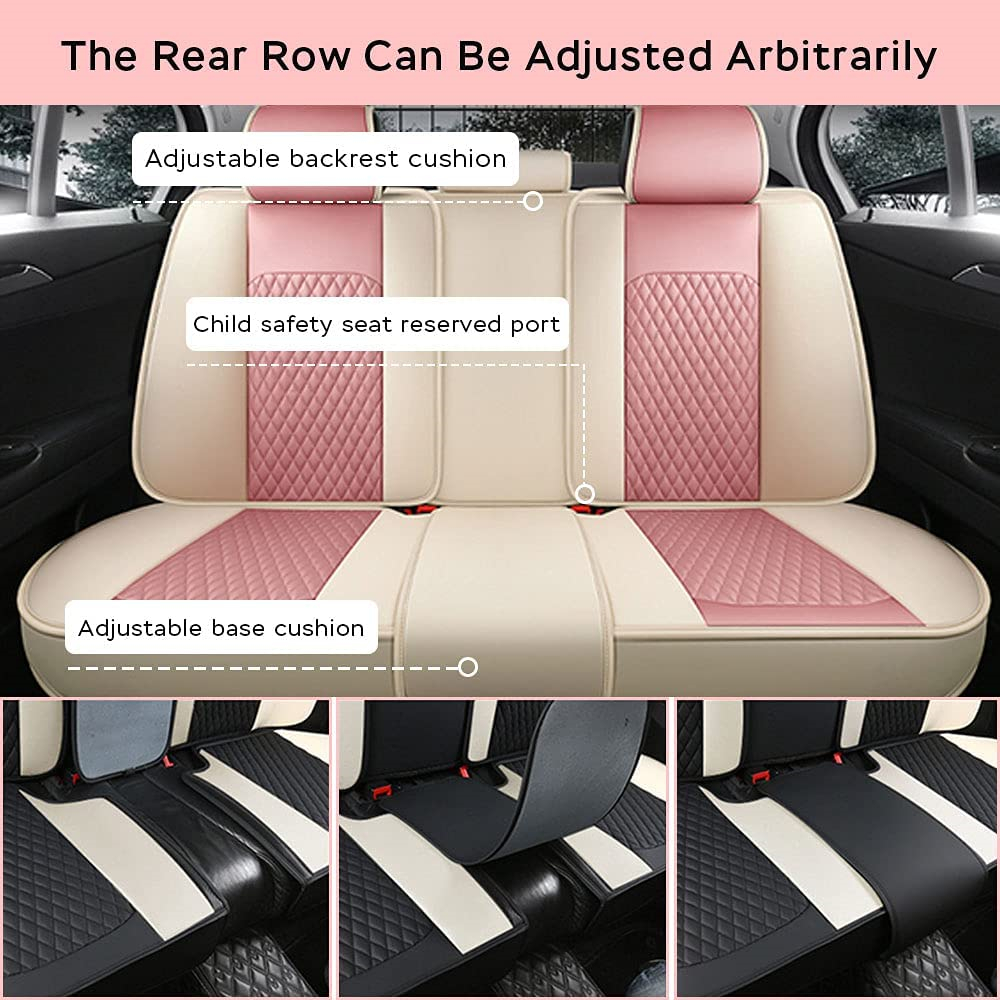 The Rear Row Can Be Adjusted Arbitrarily
Adjustable backrest cushion
Child safety seat reserved port
Adjustable base cushion